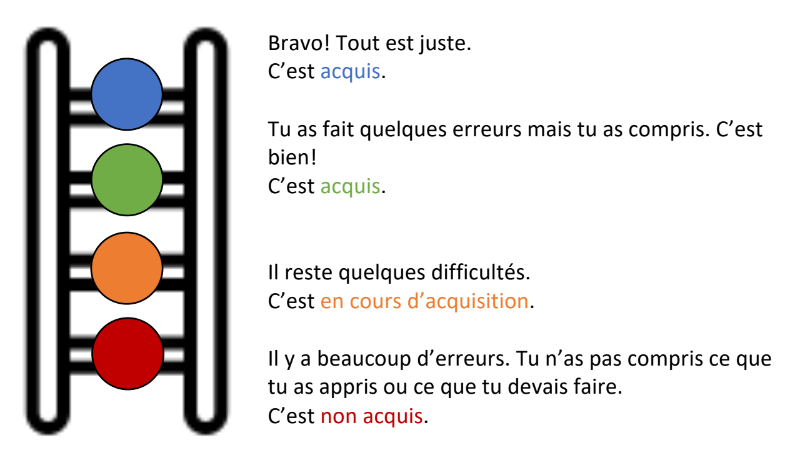 Bravo! Tout est juste.
C’est acquis.
Tu as fait quelques erreurs mais tu as compris. C’est
bien!
C’est acquis.
Il reste quelques difficultés.
C’est en cours d’acquisition.
Il y a beaucoup d’erreurs. Tu n’as pas compris ce que
tu as appris ou ce que tu devais faire.
C’est non acquis.